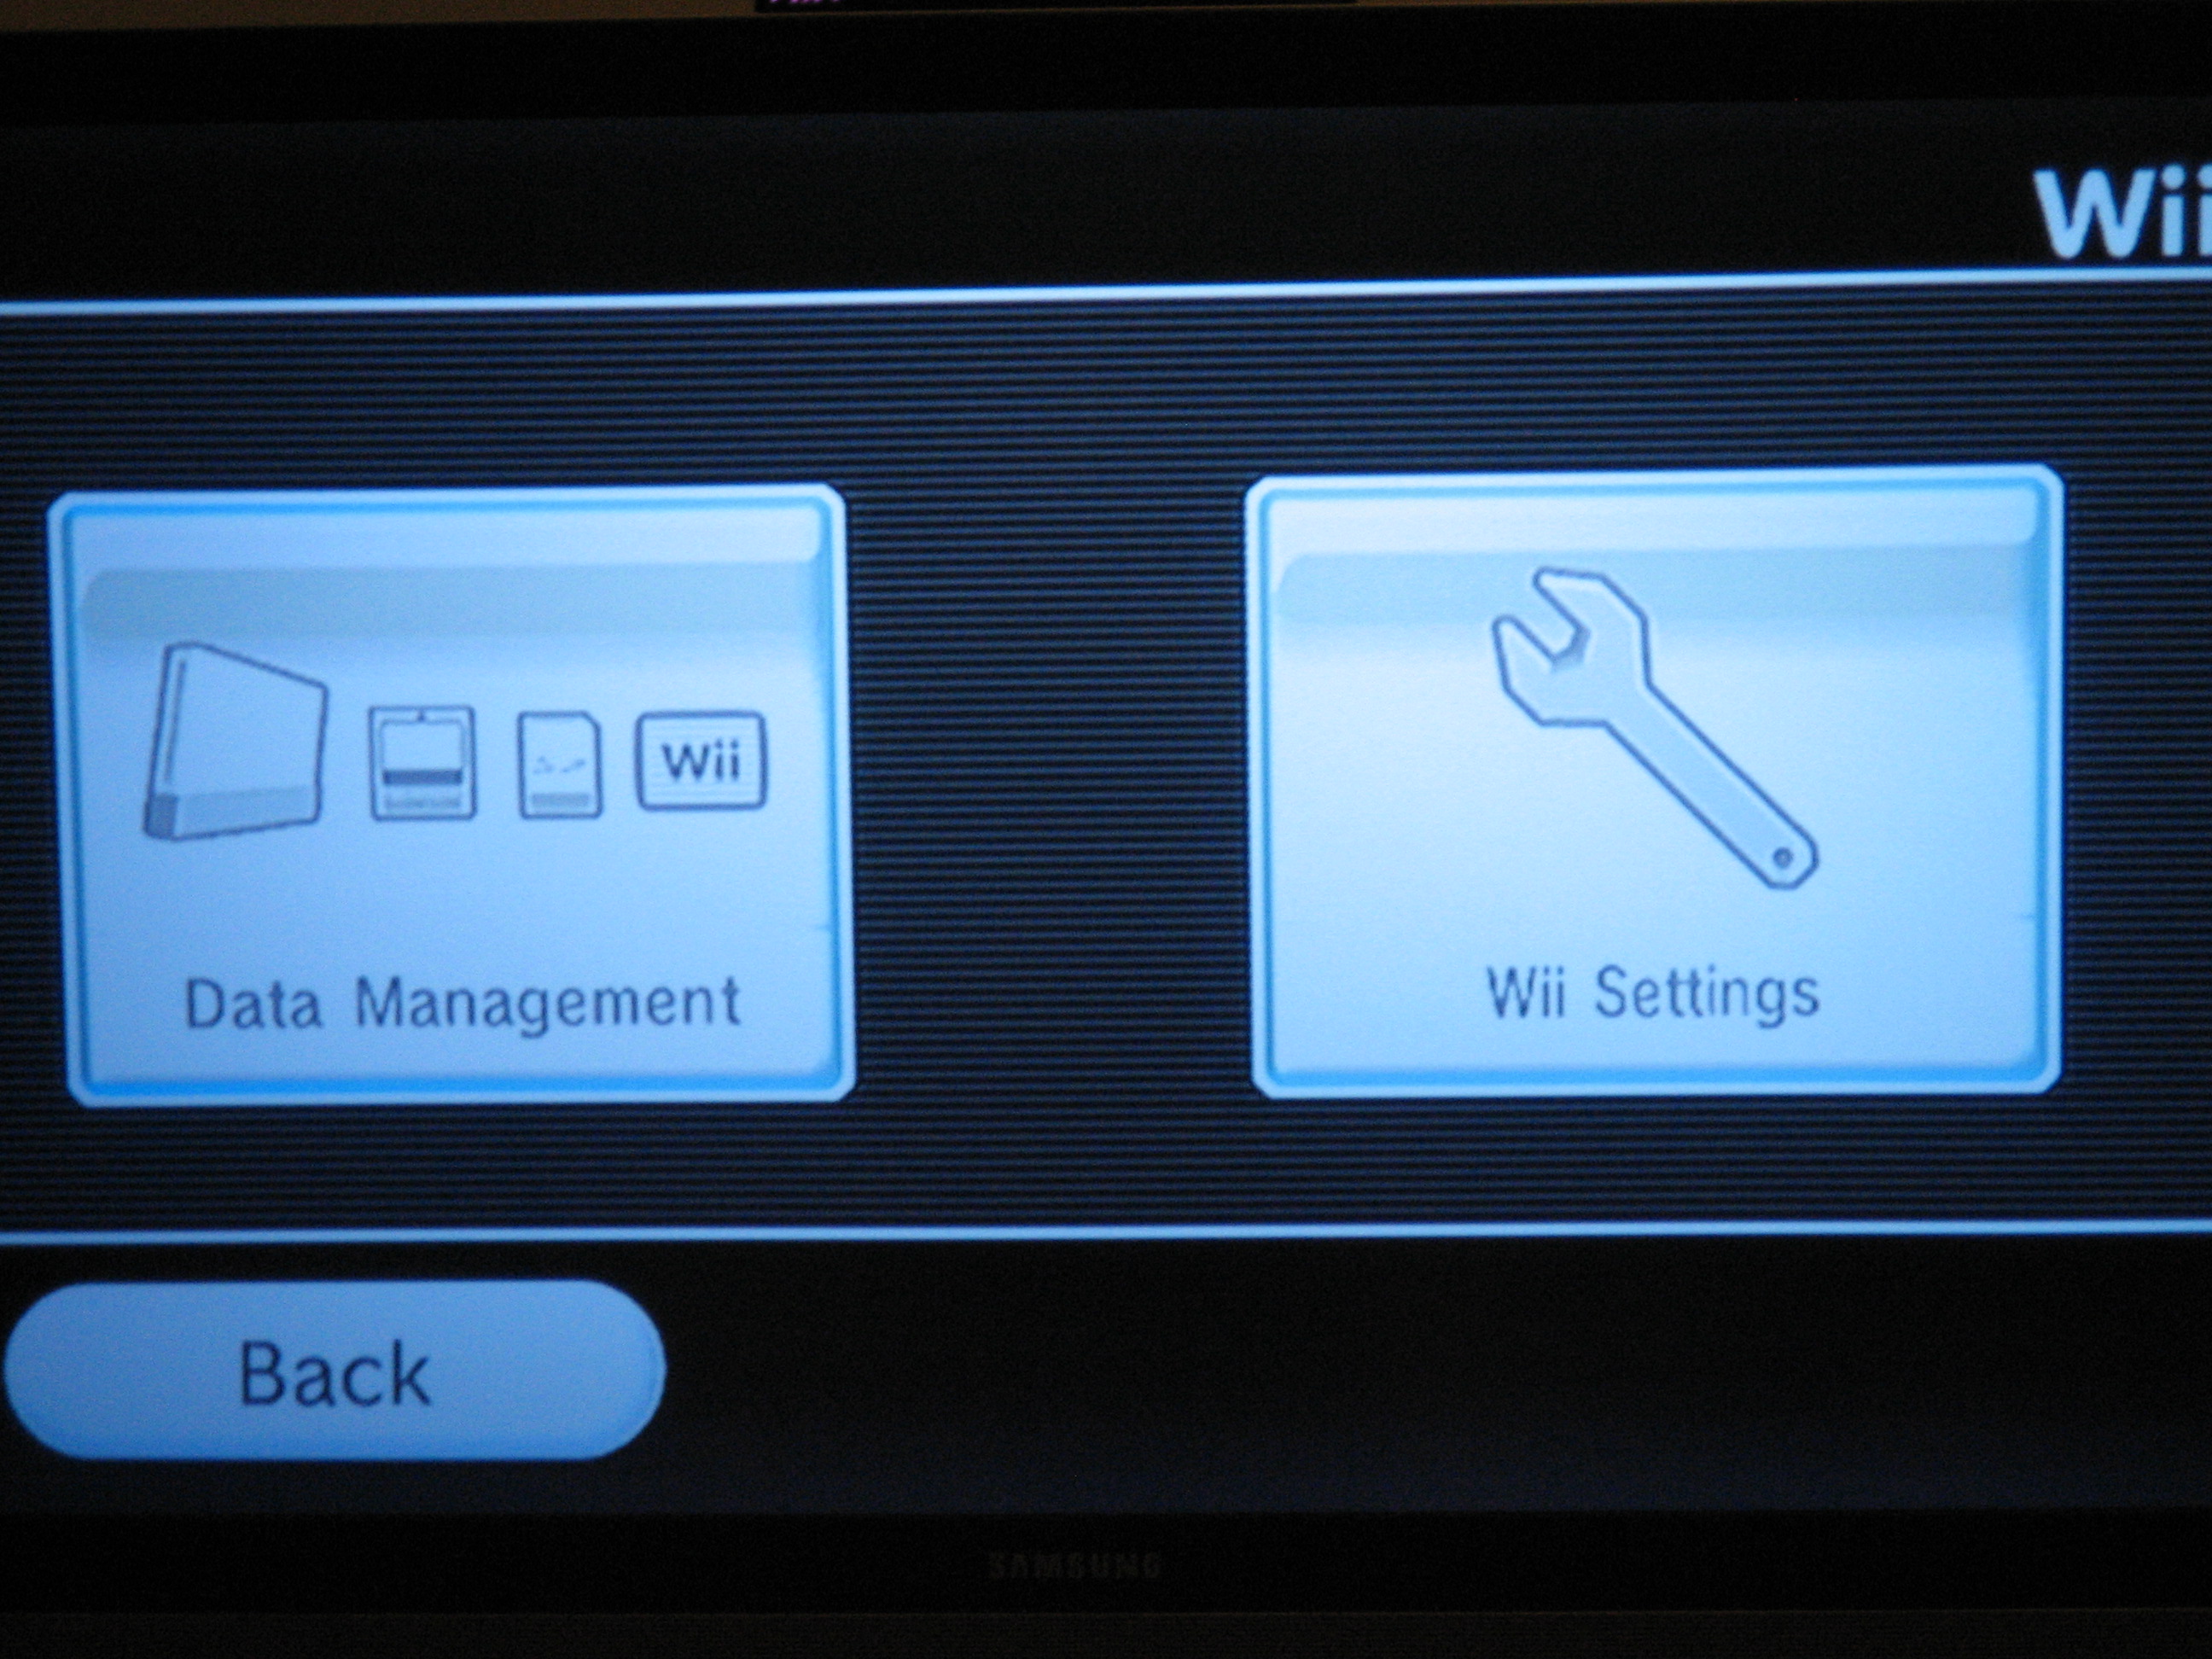 Wii
Wii
Data Management
Wii Settings
Back
SAMSUNG